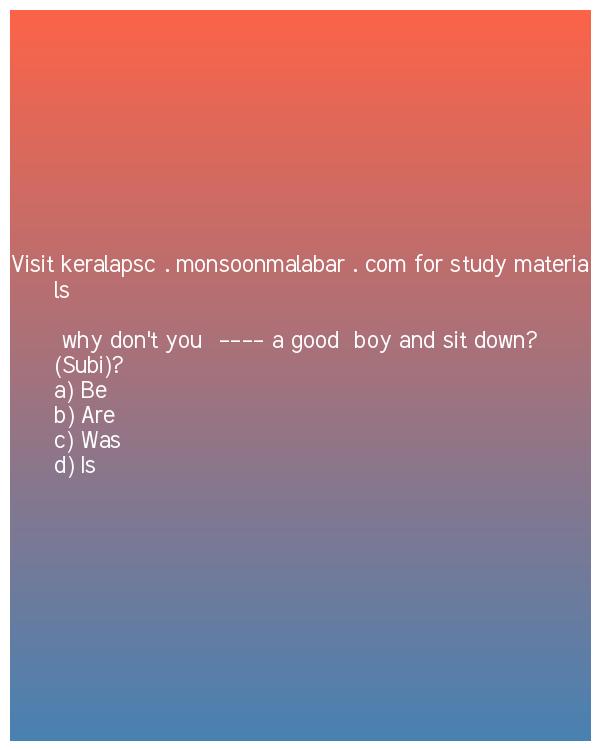 Visit keralapsc . monsoonmalabar . com for study materia
ls
why don't you  ---- a good  boy and sit down?
(Subi)?
a) Be
b) Are
c) Was
d) Is